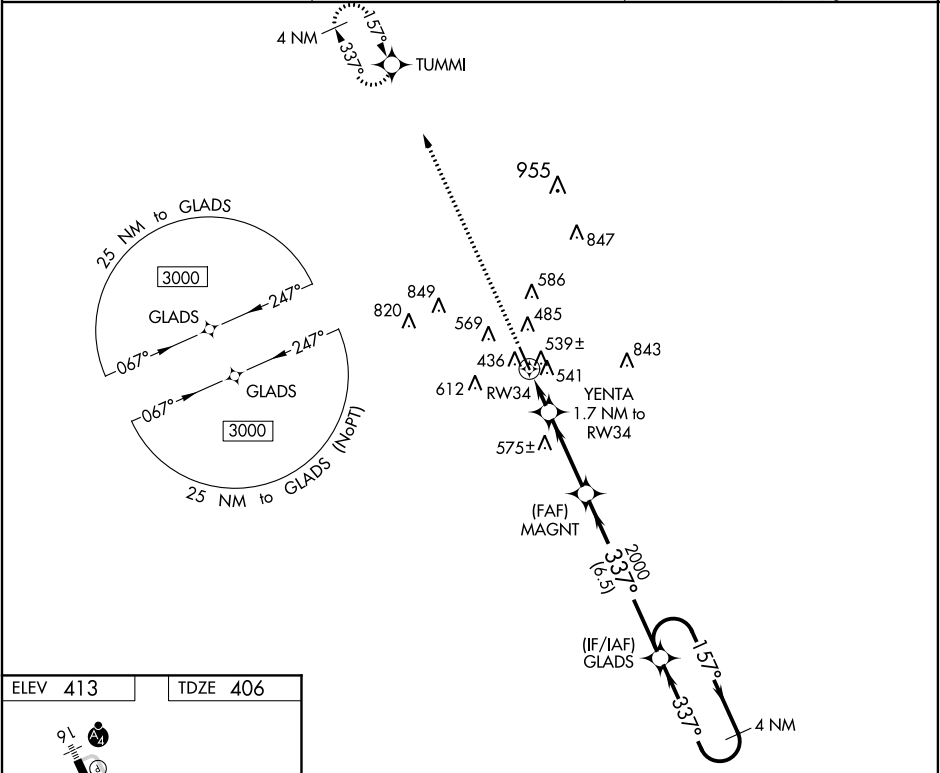 157°
4 NM
337°
TUMMI
955
847
25 NM to GLADS
3000
GLADS
247°
067°
586
849
820
485
569
539±
436
541
843
612
RW34
YENTA
1.7 NM to
RW34
575±
247°
GLADS
067°
3000
25 NM to GLADS (NoPT)
(FAF)
MAGNT
2000
337°
(6.5)
(IF/IAF)
GLADS
157°
337°
4 NM
ELEV 413
TDZE 406
16
A4
P